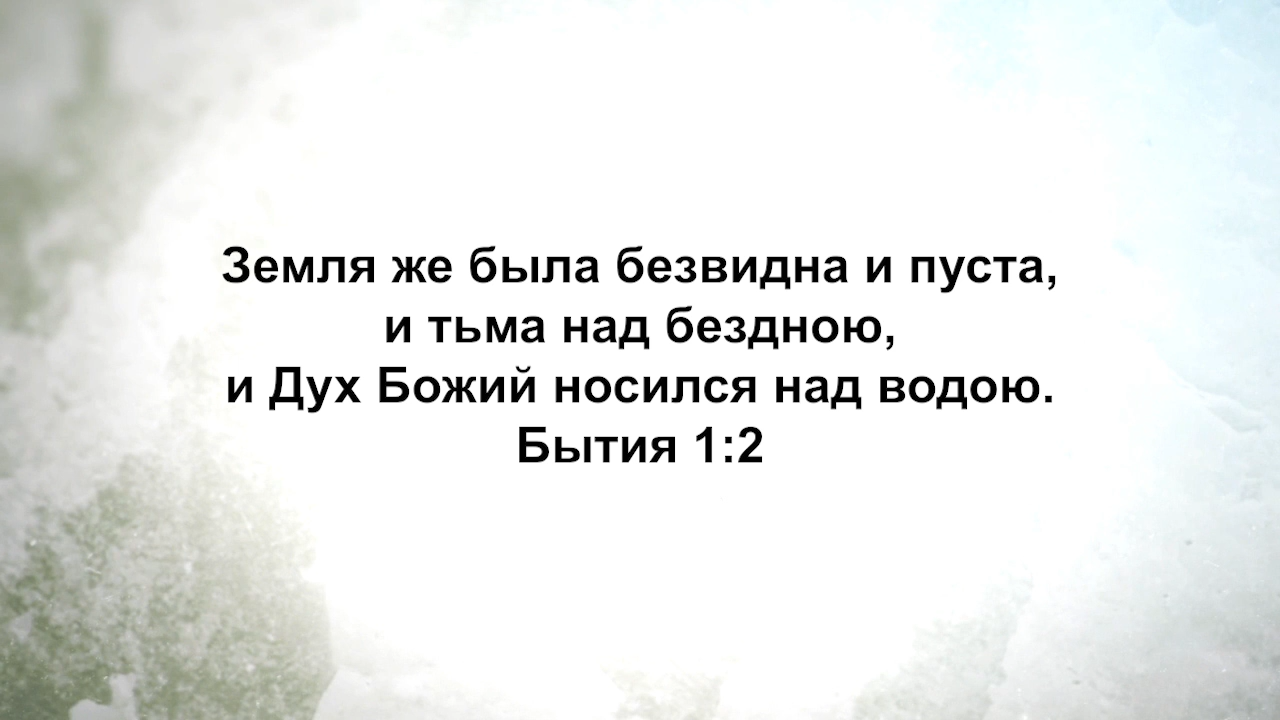 Земля же была безвидна и пуста,
и тьма над бездною,
и Дух Божий носился над водою.
Бытия 1:2